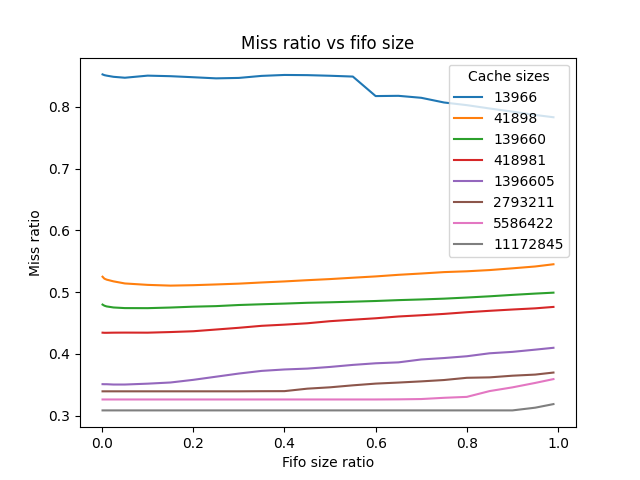 Miss ratio vs fifo size
Cache sizes
13966
41898
139660
418981
1396605
2793211
5586422
11172845
Miss ratio
0.8
0.7
0.6
0.5
0.4
0.3
0.0 0.2 0.4 0.6 0.8 1.0
Fifo size ratio